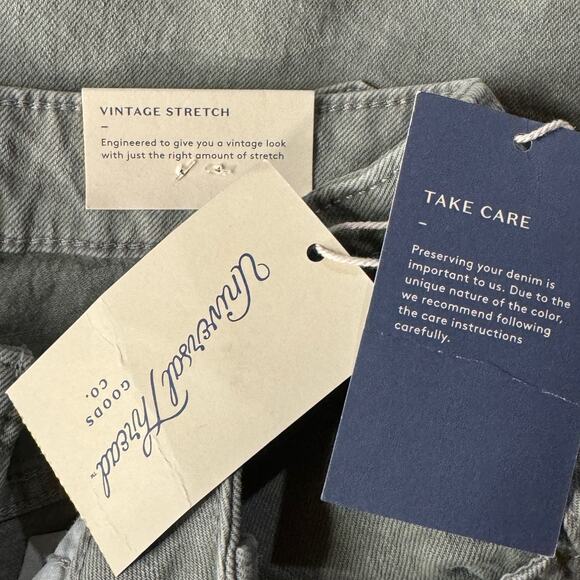 VINTAGE STRETCH
–
Engineered to give you a vintage look
with just the right amount of stretch
TAKE CARE
–
Preserving your denim is
important to us. Due to the
unique nature of the color,
we recommend following
the care instructions
carefully.
Universal Thread™
GOODS
CO.